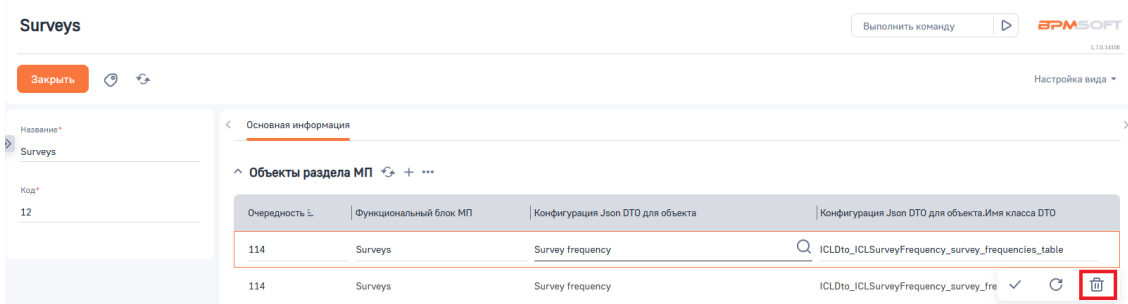 Surveys
Выполнить команду
BPMSOFT
1.7.0.14108
Закрыть
Настройка вида
Название*
Surveys
Код*
12
Основная информация
Объекты раздела МП
Очередность
Функциональный блок МП
Конфигурация Json DTO для объекта
Конфигурация Json DTO для объекта.Имя класса DTO
114
Surveys
Survey frequency
ICLDto_ICLSurveyFrequency_survey_frequencies_table
114
Surveys
Survey frequency
ICLDto_ICLSurveyFrequency_survey_fre